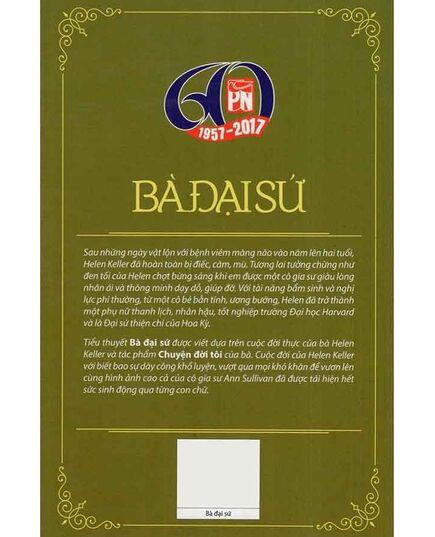 60
PN
1957-2017
BÀ ĐẠI SỨ
Sau những ngày vật lộn với bệnh viêm màng não vào năm lên hai tuổi,
Helen Keller đã hoàn toàn bị điếc, câm, mù. Tương lai tưởng chừng như
đen tối của Helen chợt bừng sáng khi em được một cô gia sư giàu lòng
nhân ái và thông minh dạy dỗ, giúp đỡ. Với tài năng bẩm sinh và nghị
lực phi thường, từ một cô bé bẳn tính, ương bướng, Helen đã trở thành
một phụ nữ thanh lịch, nhân hậu, tốt nghiệp trường Đại học Harvard
và là Đại sứ thiện chí của Hoa Kỳ.
Tiểu thuyết Bà đại sứ được viết dựa trên cuộc đời thực của bà Helen
Keller và tác phẩm Chuyện đời tôi của bà. Cuộc đời của Helen Keller
với biết bao sự dày công khổ luyện, vượt qua mọi khó khăn để vươn lên
cùng hình ảnh cao cả của cô gia sư Ann Sullivan đã được tái hiện hết
sức sinh động qua từng con chữ.
Bà đại sứ